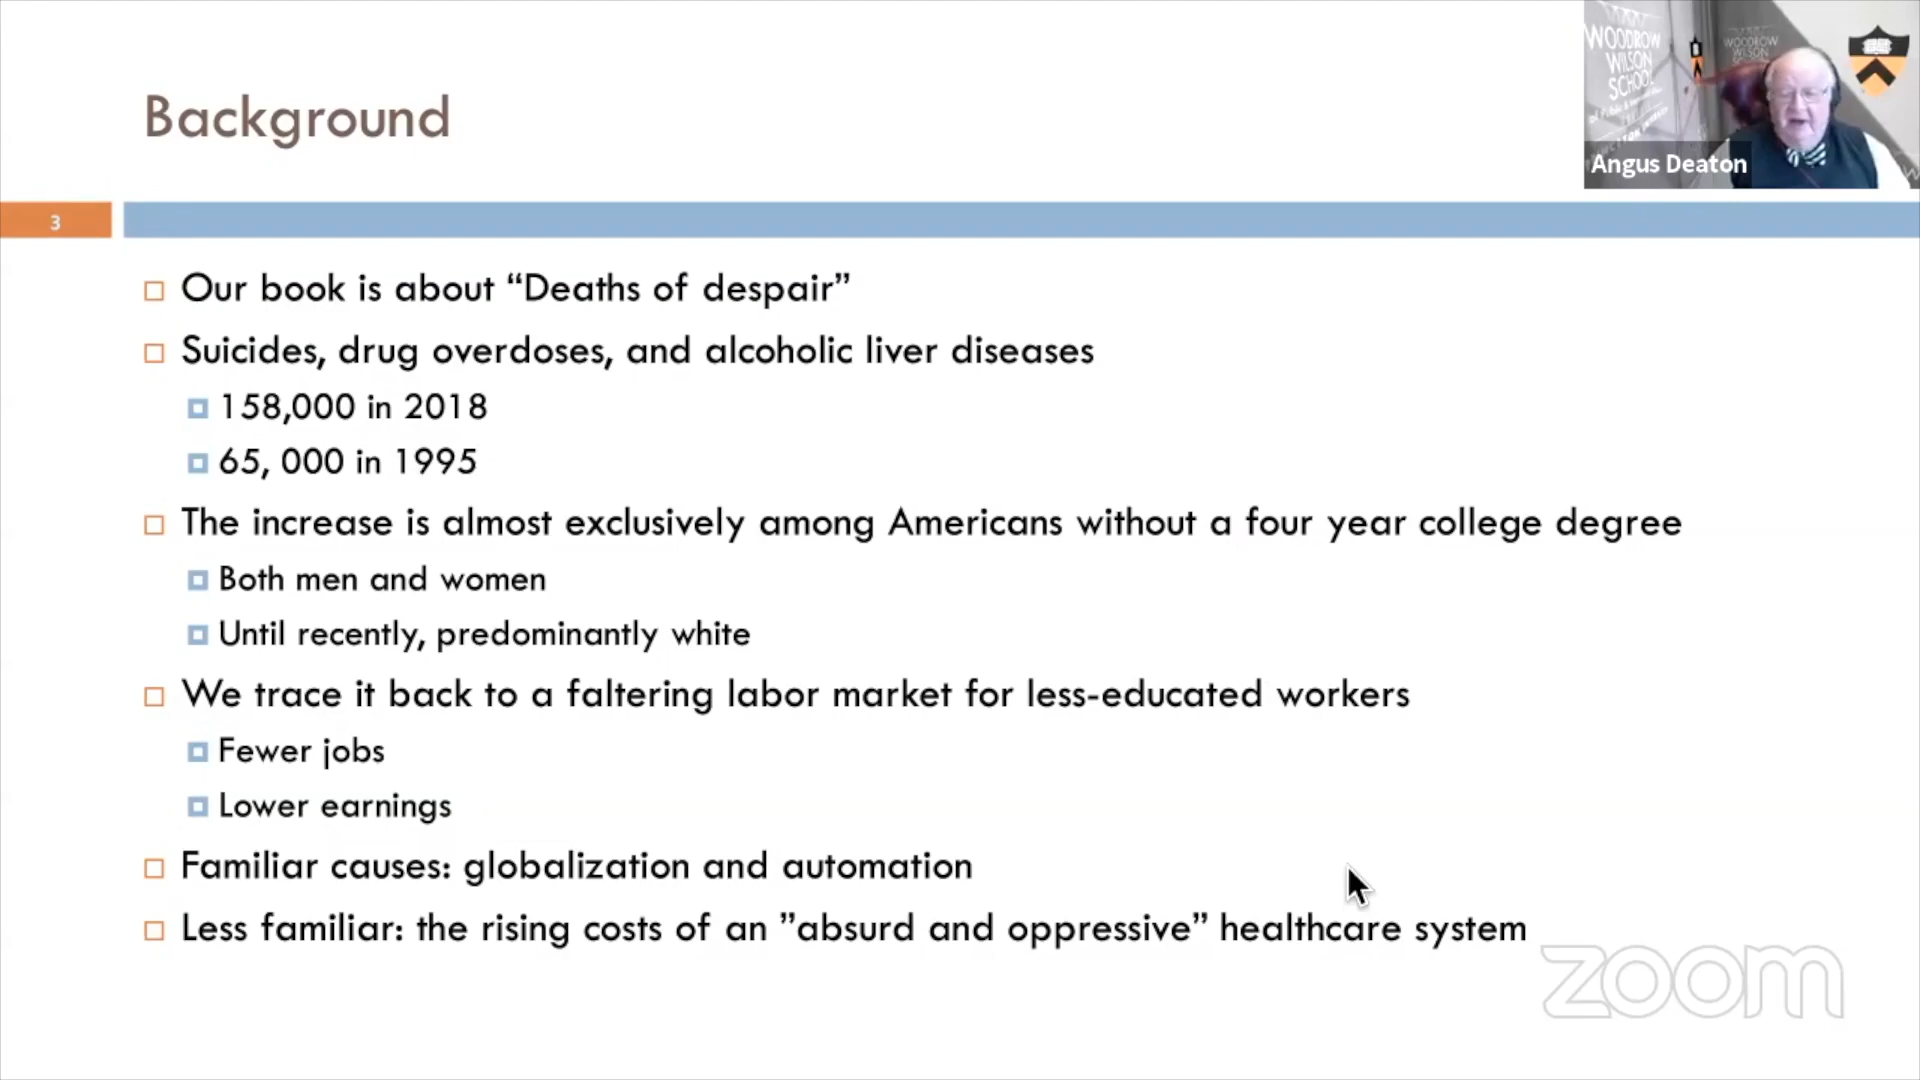 Background
WOODROW
WILSON
SCHOOL
WOODROW
WILSON
Angus Deaton
3
Our book is about “Deaths of despair”
Suicides, drug overdoses, and alcoholic liver diseases
158,000 in 2018
65, 000 in 1995
The increase is almost exclusively among Americans without a four year college degree
Both men and women
Until recently, predominantly white
We trace it back to a faltering labor market for less-educated workers
Fewer jobs
Lower earnings
Familiar causes: globalization and automation
Less familiar: the rising costs of an ”absurd and oppressive” healthcare system
zoom